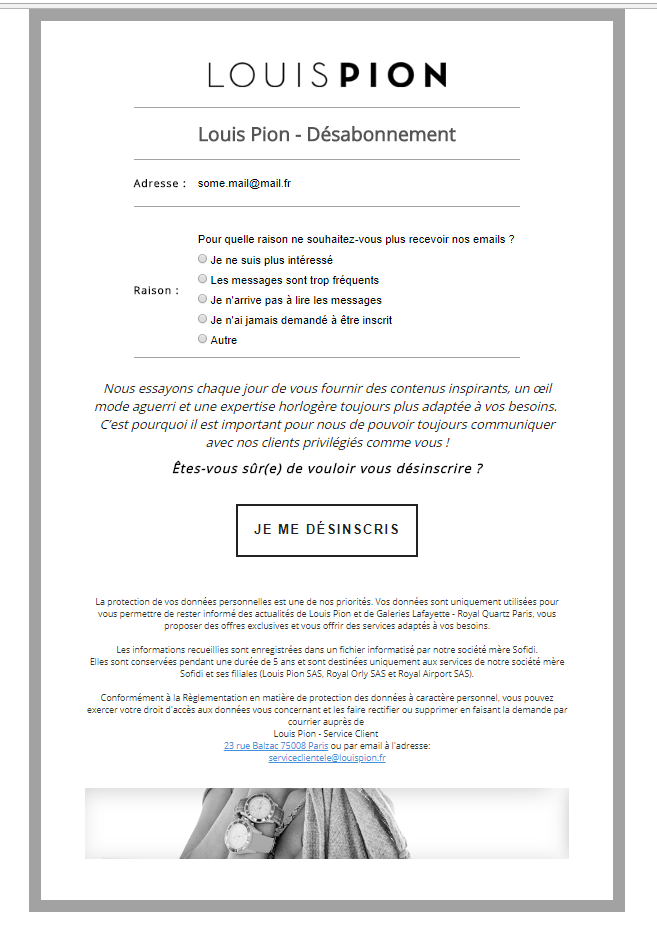 LOUIS PION
Louis Pion - Désabonnement
Adresse : some.mail@mail.fr
Pour quelle raison ne souhaitez-vous plus recevoir nos emails ?
Raison :
Je ne suis plus intéressé
Les messages sont trop fréquents
Je n'arrive pas à lire les messages
Je n'ai jamais demandé à être inscrit
Autre
Nous essayons chaque jour de vous fournir des contenus inspirants, un œil
mode aguerri et une expertise horlogère toujours plus adaptée à vos besoins.
C'est pourquoi il est important pour nous de pouvoir toujours communiquer
avec nos clients privilégiés comme vous !
Êtes-vous sûr(e) de vouloir vous désinscrire ?
JE ME DÉSINSCRIS
La protection de vos données personnelles est une de nos priorités. Vos données sont uniquement utilisées pour
vous permettre de rester informé des actualités de Louis Pion et de Galeries Lafayette - Royal Quartz Paris, vous
proposer des offres exclusives et vous offrir des services adaptés à vos besoins.
Les informations recueillies sont enregistrées dans un fichier informatisé par notre société mère Sofidi.
Elles sont conservées pendant une durée de 5 ans et sont destinées uniquement aux services de notre société mère
Sofidi et ses filiales (Louis Pion SAS, Royal Orly SAS et Royal Airport SAS).
Conformément à la Règlementation en matière de protection des données à caractère personnel, vous pouvez
exercer votre droit d'accès aux données vous concernant et les faire rectifier ou supprimer en faisant la demande par
courrier auprès de
Louis Pion - Service Client
23 rue Balzac 75008 Paris ou par email à l'adresse:
serviceclientele@louispion.fr